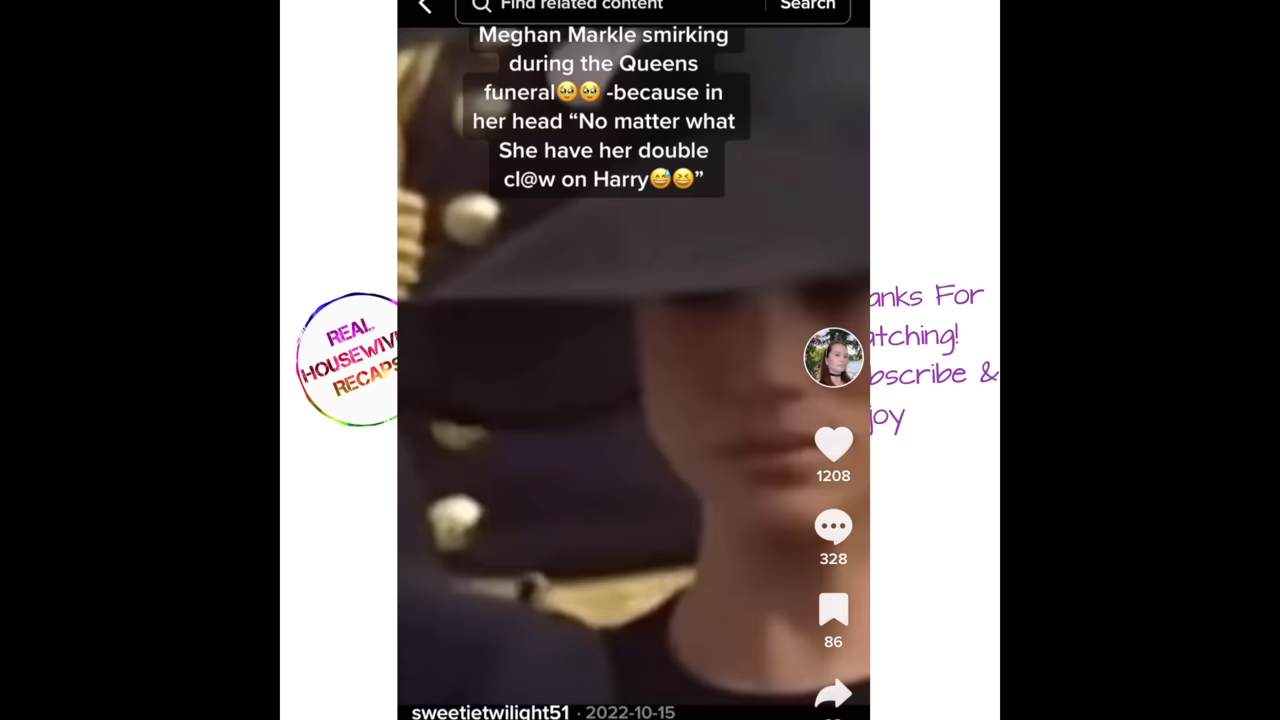 Find related content
Search
Meghan Markle smirking
during the Queens
funeral🥹🥹 -because in
her head “No matter what
She have her double
cl@w on Harry😅😆”
REAL
HOUSEWIV
RECAPS
anks For
tching!
bscribe &
joy
1208
328
86
sweetietwilight51 · 2022-10-15